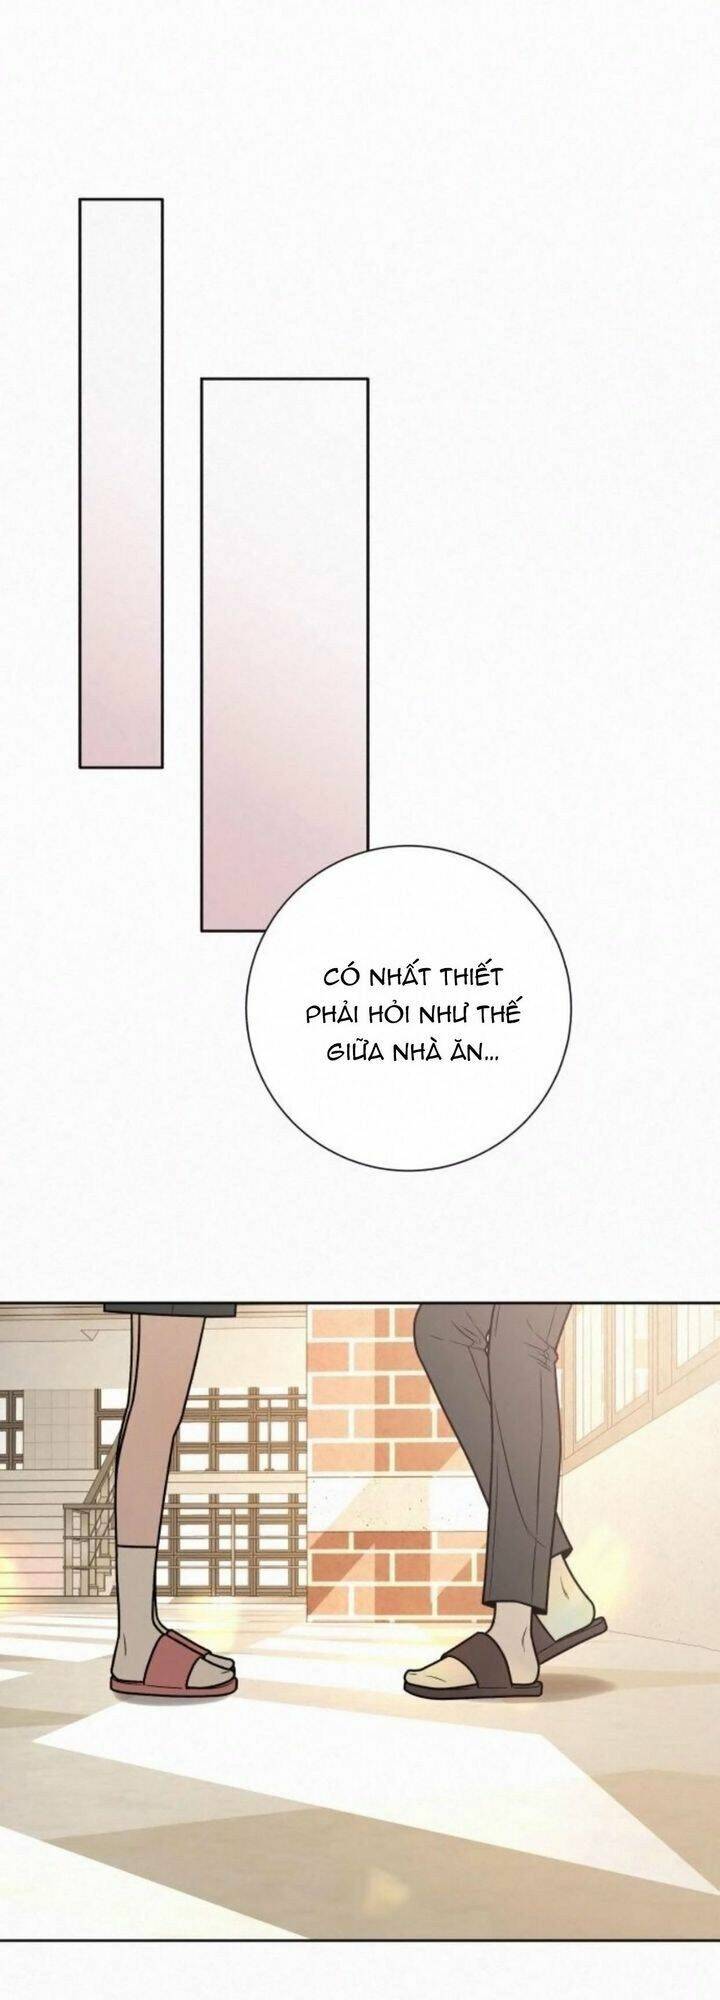 CÓ NHẤT THIẾT
PHẢI HỎI NHƯ THẾ
GIỮA NHÀ ĂN...